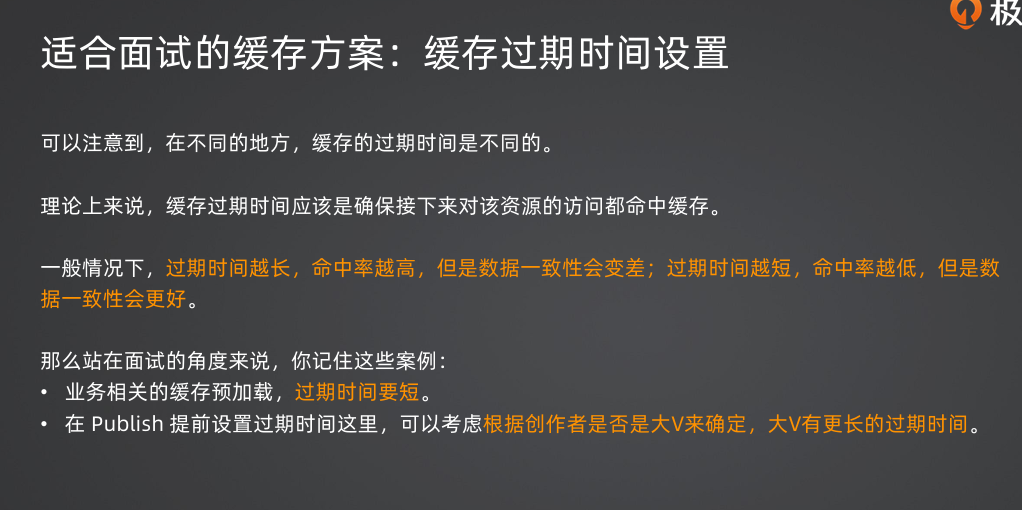 极
适合面试的缓存方案：缓存过期时间设置
可以注意到，在不同的地方，缓存的过期时间是不同的。
理论上来说，缓存过期时间应该是确保接下来对该资源的访问都命中缓存。
一般情况下，过期时间越长，命中率越高，但是数据一致性会变差；过期时间越短，命中率越低，但是数
据一致性会更好。
那么站在面试的角度来说，你记住这些案例：
• 业务相关的缓存预加载，过期时间要短。
• 在 Publish 提前设置过期时间这里，可以考虑根据创作者是否是大V来确定，大V有更长的过期时间。